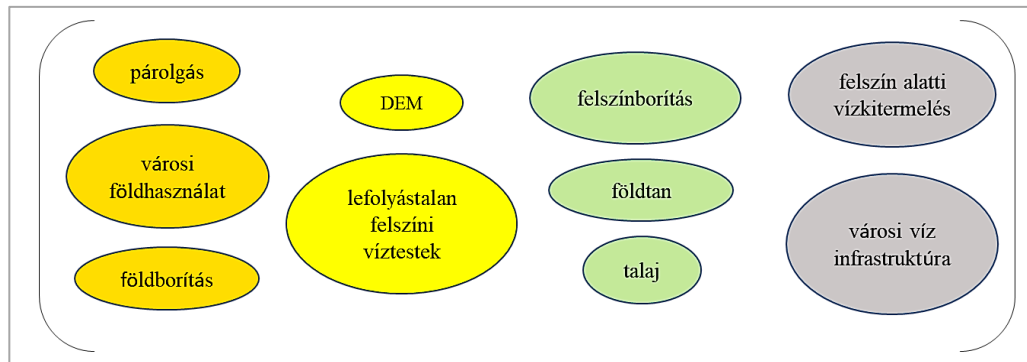 párolgás
városi
földhasználat
földborítás
DEM
lefolyástalan
felszíni
víztestek
felszínborítás
földtan
talaj
felszín alatti
vízkitermelés
városi víz
infrastruktúra